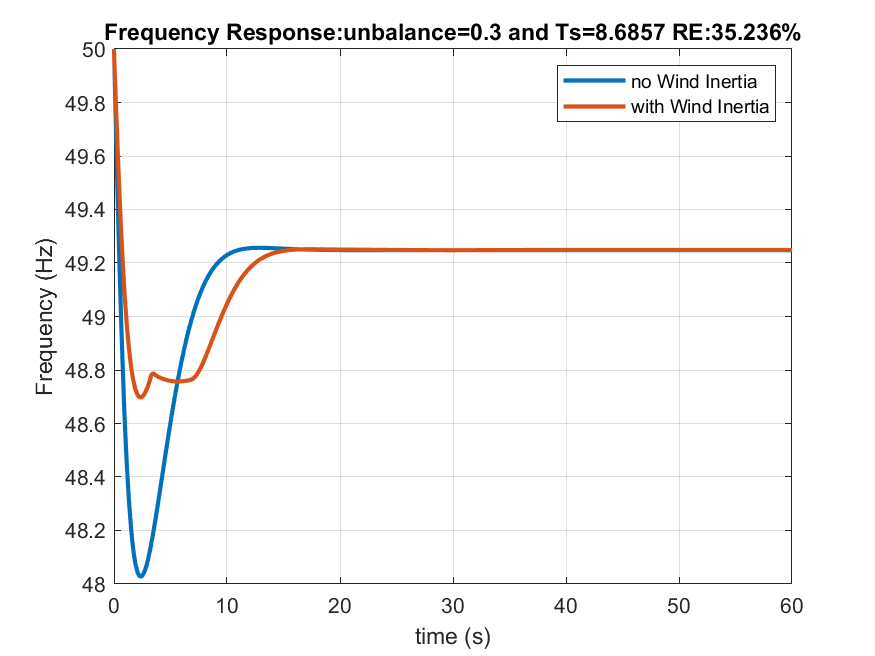 Frequency Response:unbalance=0.3 and Ts=8.6857 RE:35.236%
50
49.8
49.6
49.4
49.2
49
48.8
48.6
48.4
48.2
48
Frequency (Hz)
no Wind Inertia
with Wind Inertia
0 10 20 30 40 50 60
time (s)